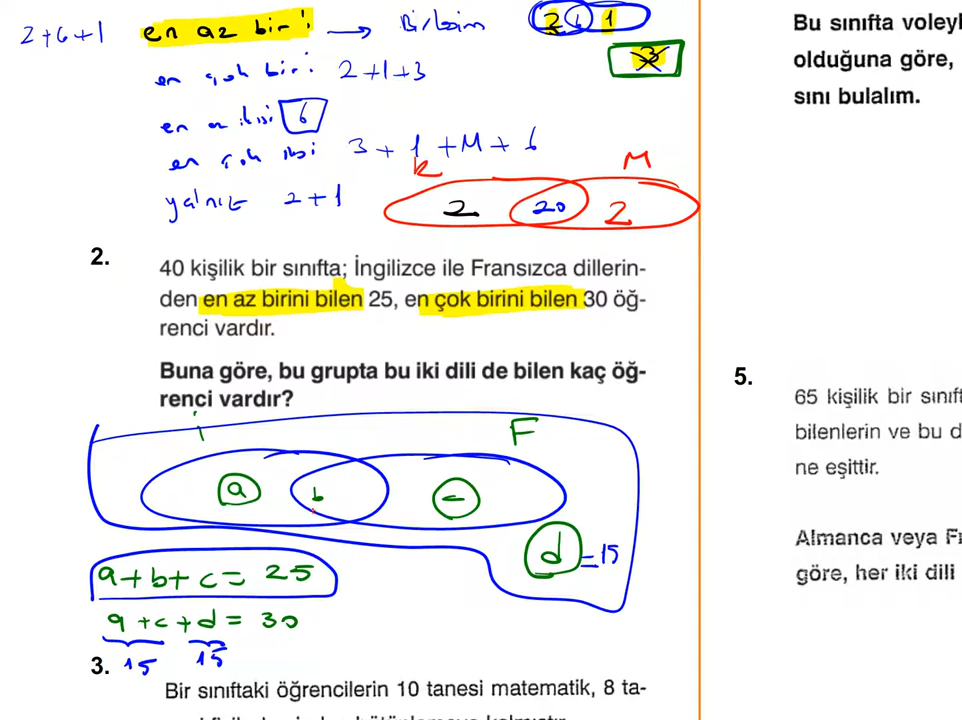 2+6+1 en az biri → Birleşim 2 6 1
3
en çok biri 2+1+3
en az ikisi 6
en çok ikisi 3 + 1 + M + 6
yalnız 2+1
K M
2 20 2
2.
40 kişilik bir sınıfta; İngilizce ile Fransızca dillerin-
den en az birini bilen 25, en çok birini bilen 30 öğ-
renci vardır.
Buna göre, bu grupta bu iki dili de bilen kaç öğ-
renci vardır?
i F
a b c
d =15
a+b+c= 25
a+c+d= 30
15 15
3.
Bir sınıftaki öğrencilerin 10 tanesi matematik, 8 ta-
Bu sınıfta voleyb
olduğuna göre,
sını bulalım.
5.
65 kişilik bir sınıft
bilenlerin ve bu d
ne eşittir.
Almanca veya Fr
göre, her iki dili